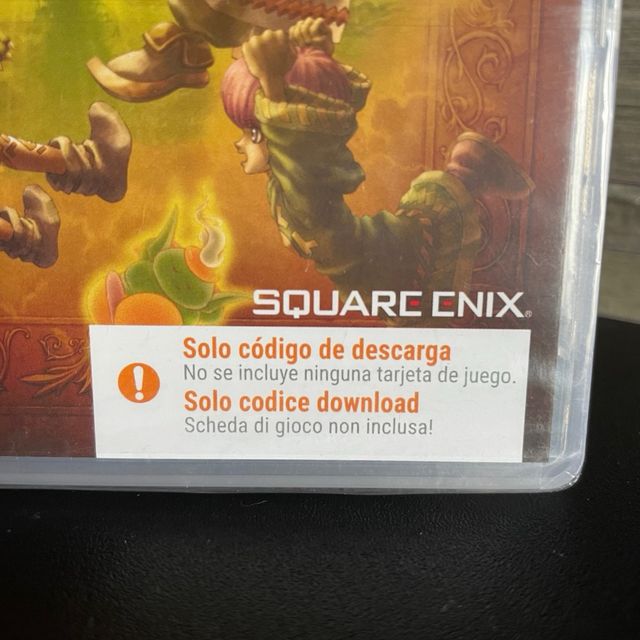 SQUARE ENIX®
Solo código de descarga
No se incluye ninguna tarjeta de juego.
Solo codice download
Scheda di gioco non inclusa!